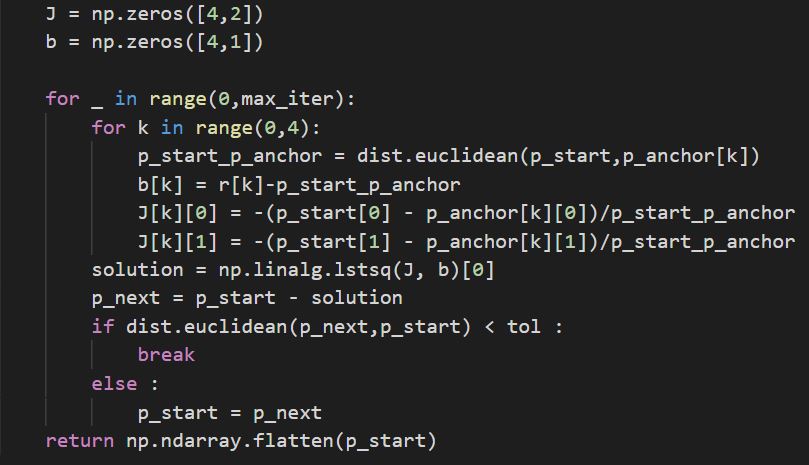 J = np.zeros([4,2])
b = np.zeros([4,1])
for _ in range(0,max_iter):
for k in range(0,4):
p_start_p_anchor = dist.euclidean(p_start,p_anchor[k])
b[k] = r[k]-p_start_p_anchor
J[k][0] = -(p_start[0] - p_anchor[k][0])/p_start_p_anchor
J[k][1] = -(p_start[1] - p_anchor[k][1])/p_start_p_anchor
solution = np.linalg.lstsq(J, b)[0]
p_next = p_start - solution
if dist.euclidean(p_next,p_start) < tol :
break
else :
p_start = p_next
return np.ndarray.flatten(p_start)